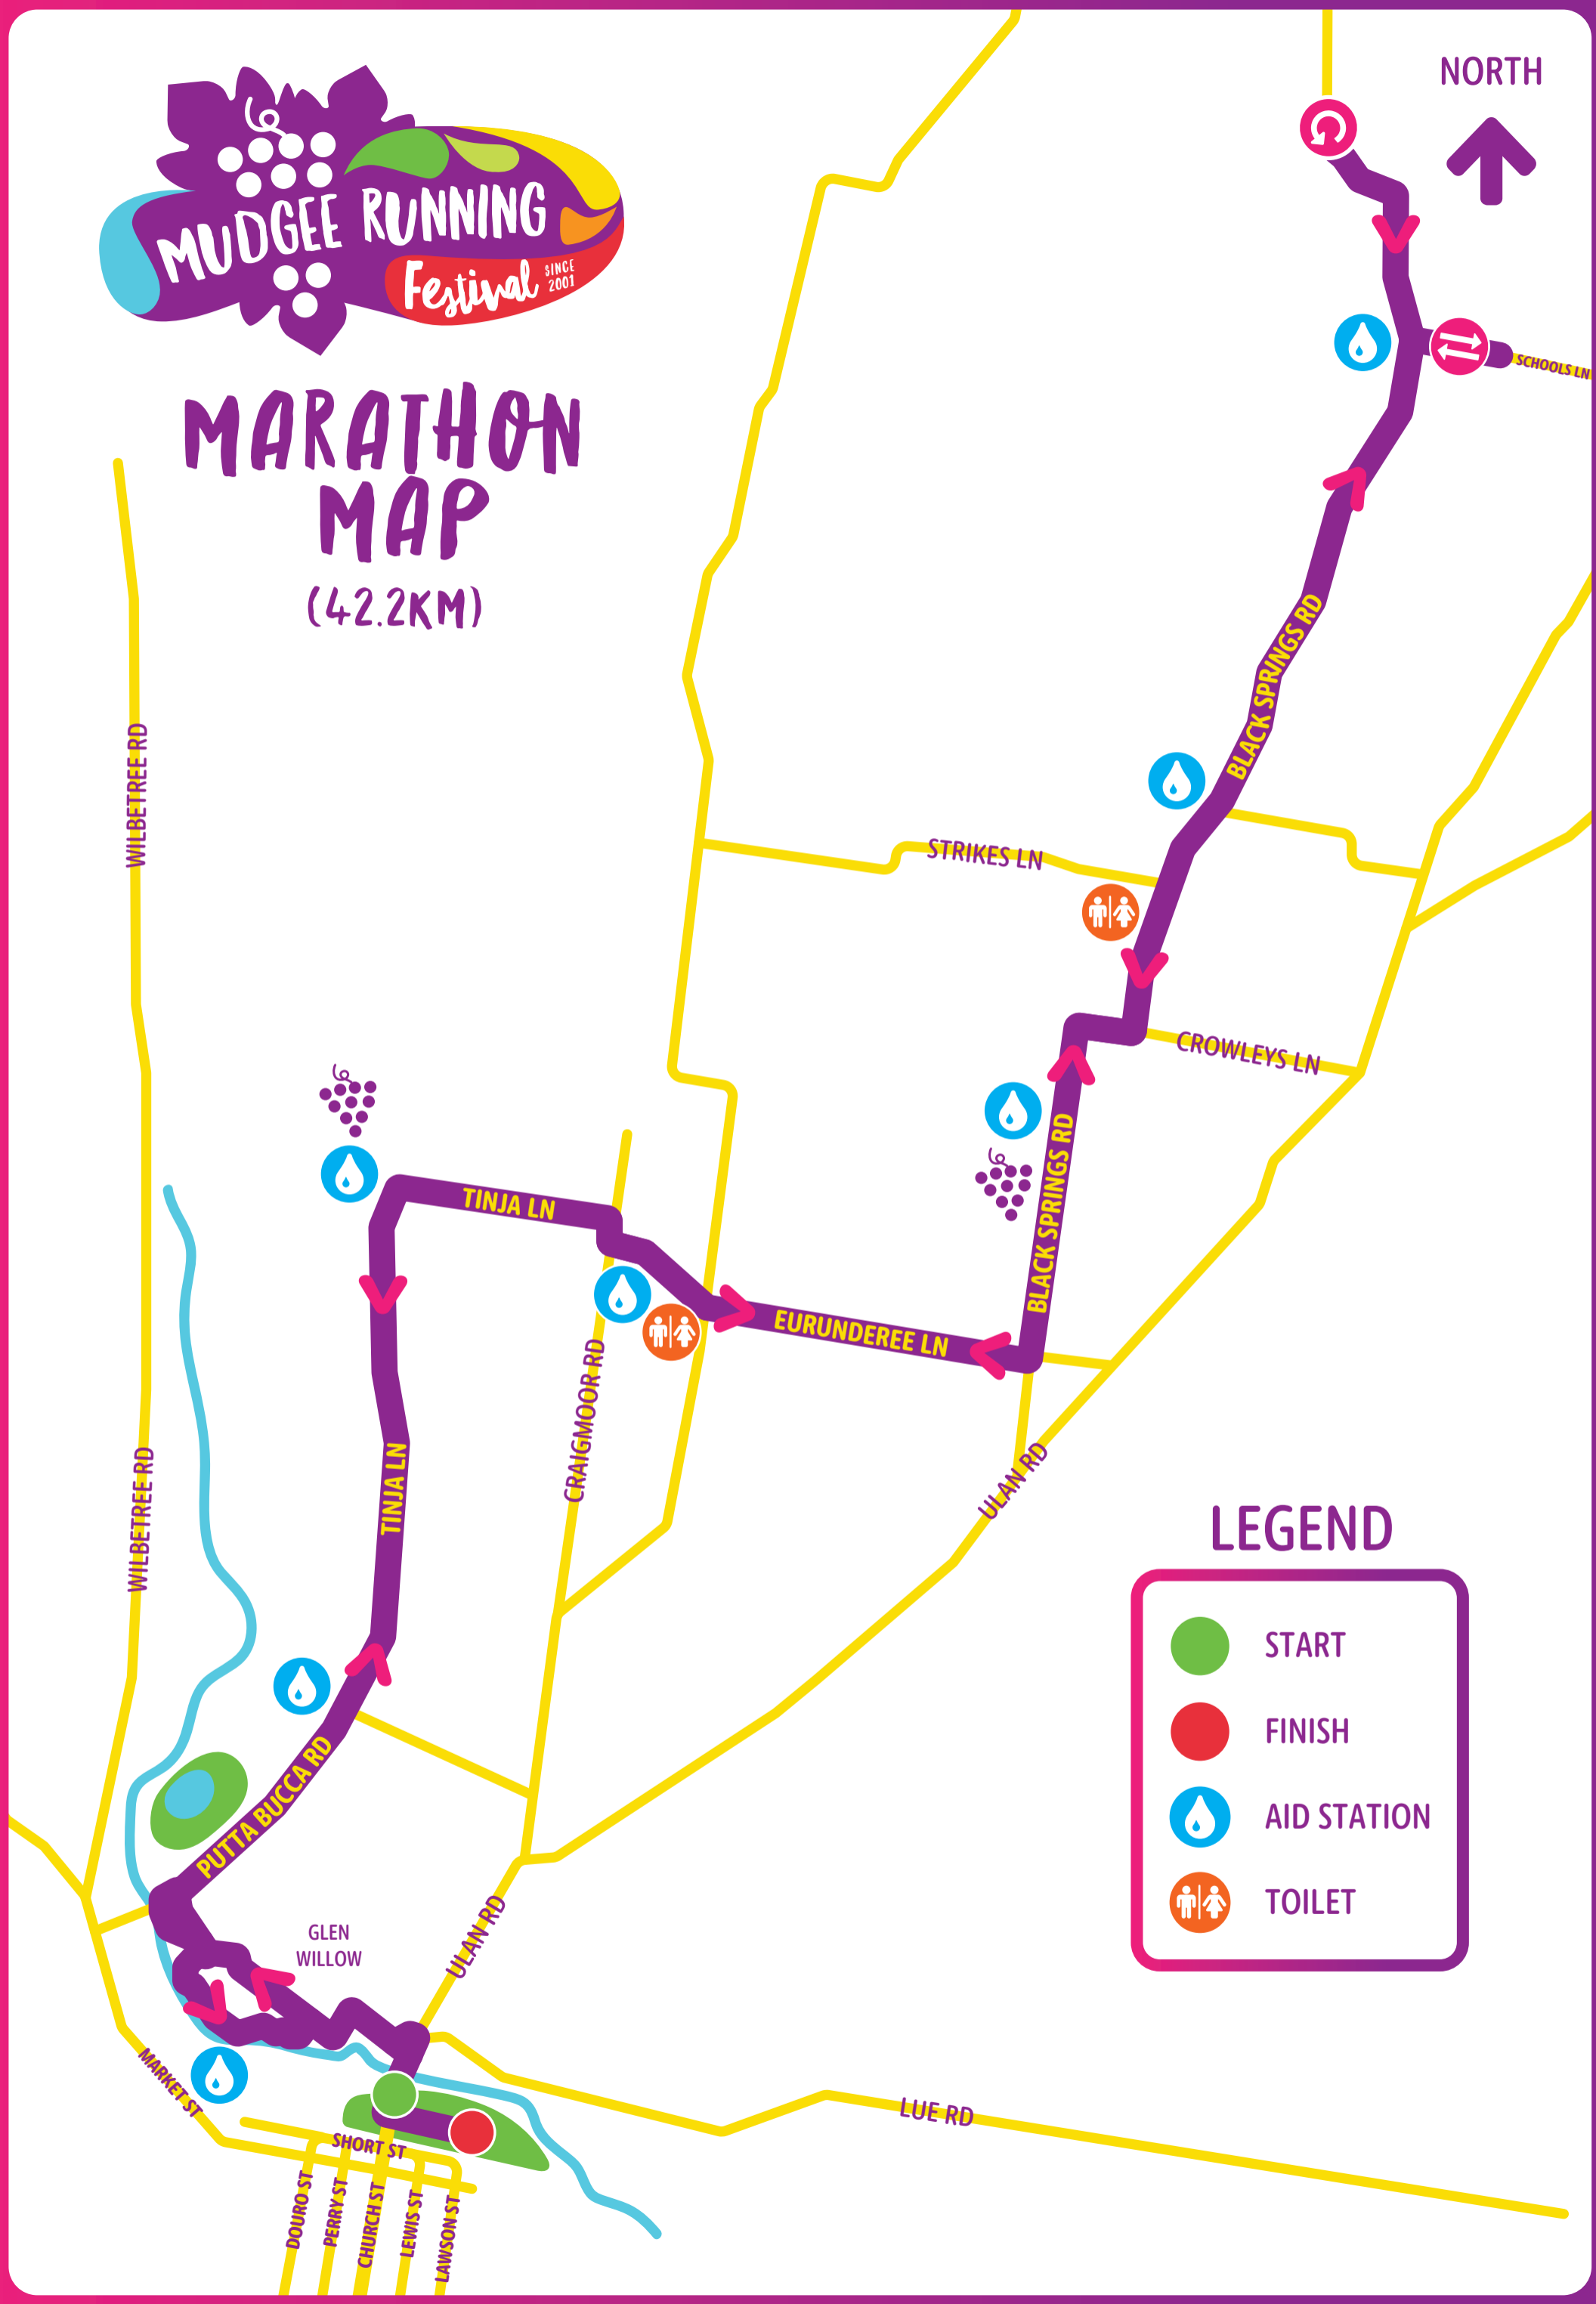 NORTH
MUDGEE RUNNING
Festival
SINCE
2001
MARATHON
MAP
(42.2KM)
SCHOOLS LN
BLACK SPRINGS RD
WILBETREE RD
STRIKES LN
CROWLEYS LN
BLACK SPRINGS RD
TINJA LN
EURUNDEREE LN
CRAIGMOOR RD
TINJA LN
WILBETREE RD
ULAN RD
LEGEND
START
FINISH
AID STATION
TOILET
PUTTA BUCCA RD
GLEN
WILLOW
ULAN RD
MARKET ST
LUE RD
SHORT ST
DOURO ST
PERRY ST
CHURCH ST
LEWIS ST
LAWSON ST